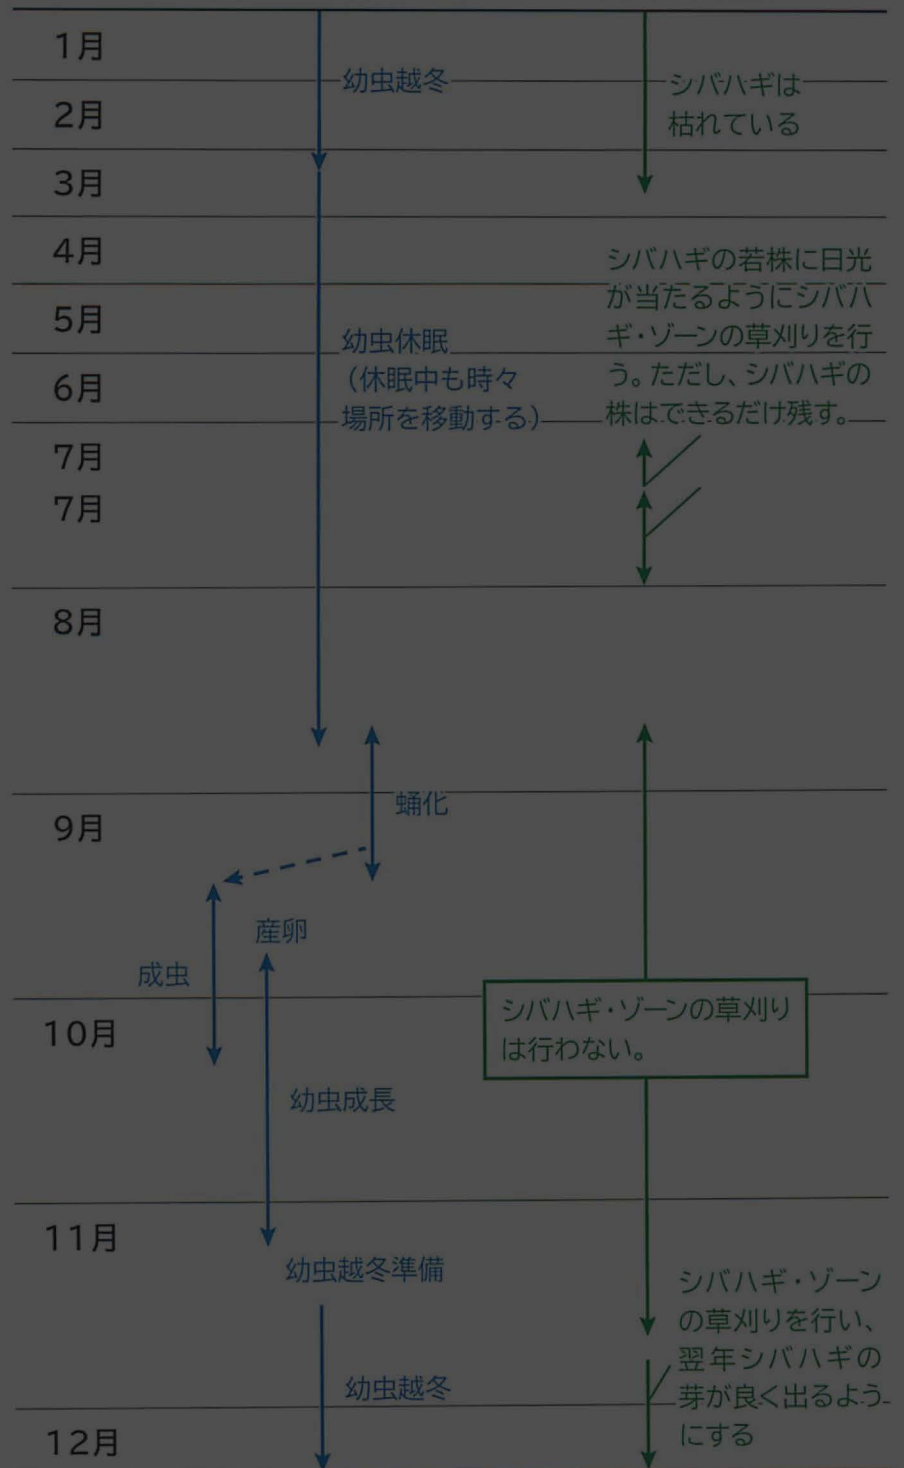 1月
幼虫越冬
シバハギは
枯れている
2月
3月
4月
シバハギの若株に日光
が当たるようにシバハ
ギ・ゾーンの草刈りを行
う。ただし、シバハギの
株はできるだけ残す。
5月
幼虫休眠
（休眠中も時々
場所を移動する）
6月
7月
7月
8月
蛹化
9月
産卵
成虫
シバハギ・ゾーンの草刈り
は行わない。
10月
幼虫成長
11月
幼虫越冬準備
シバハギ・ゾーン
の草刈りを行い、
翌年シバハギの
芽が良く出るよう
にする
幼虫越冬
12月